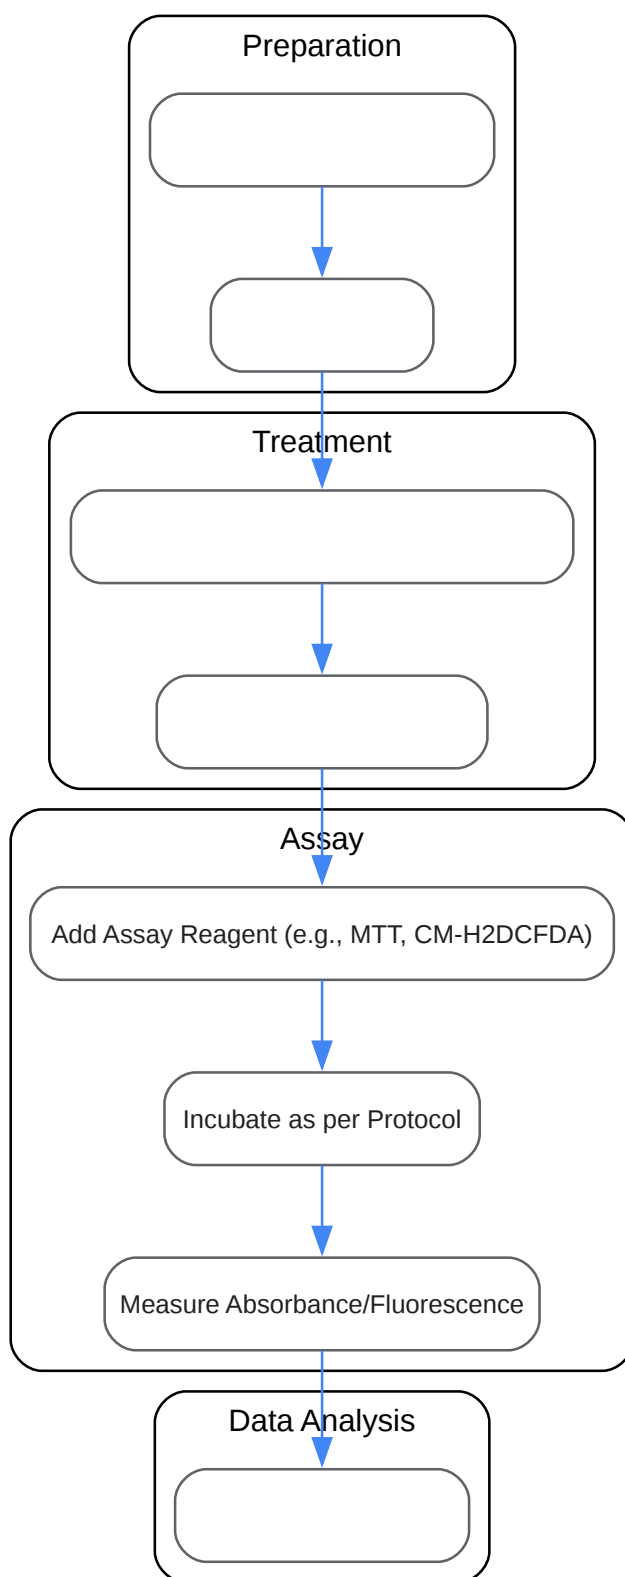 Preparation
Treatment
Assay
Add Assay Reagent (e.g., MTT, CM-H2DCFDA)
Incubate as per Protocol
Measure Absorbance/Fluorescence
Data Analysis